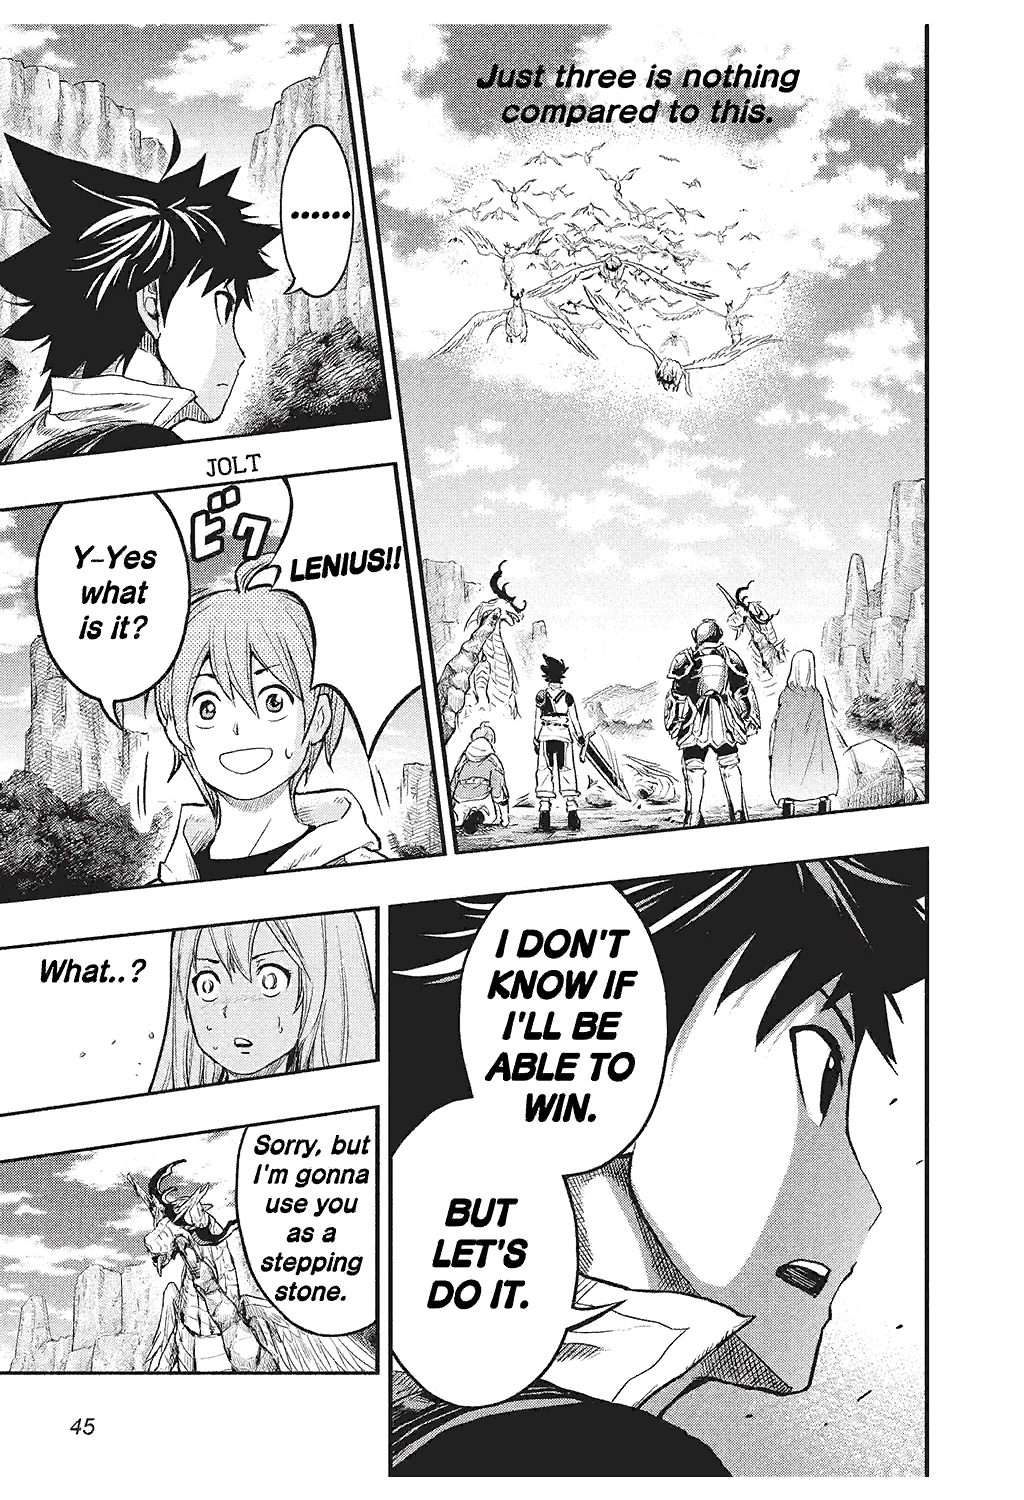 Just three is nothing
compared to this.
......
JOLT
ビク
LENIUS!!
Y-Yes
what
is it?
I DON'T
KNOW IF
I'LL BE
ABLE TO
WIN.
BUT
LET'S
DO IT.
What..?
Sorry, but
I'm gonna
use you
as a
stepping
stone.
45